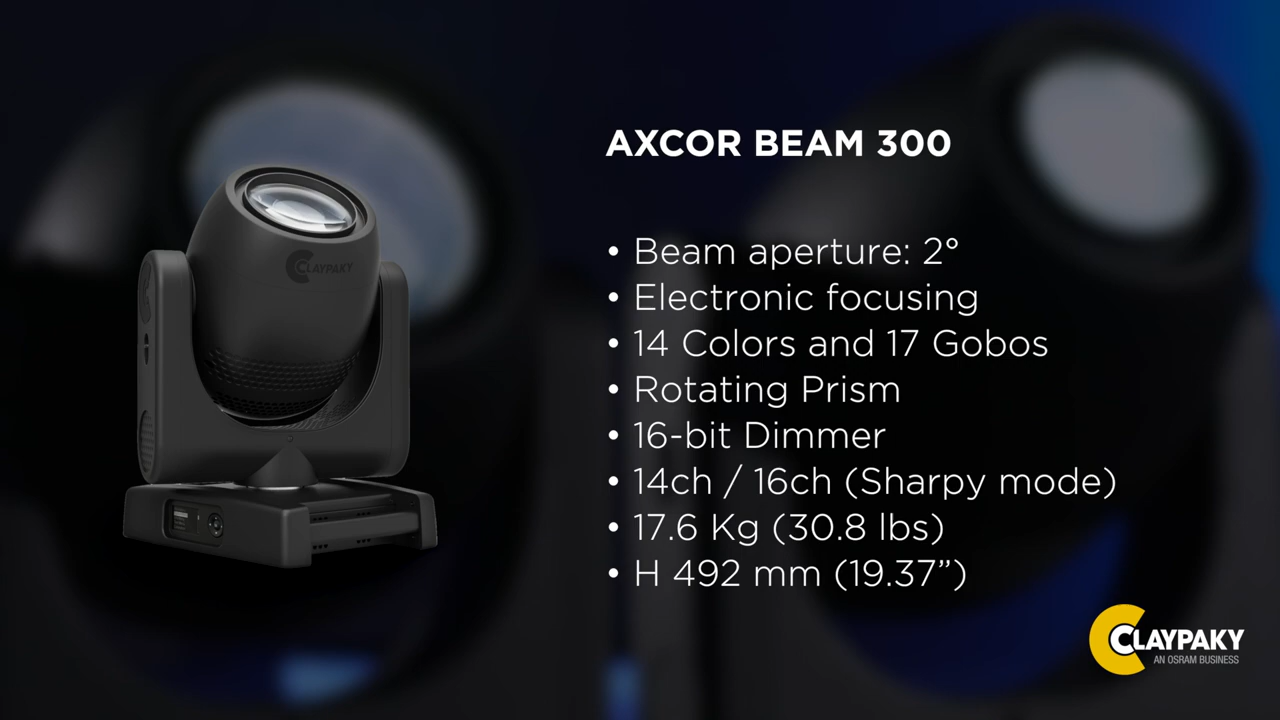 AXCOR BEAM 300
• Beam aperture: 2°
• Electronic focusing
• 14 Colors and 17 Gobos
• Rotating Prism
• 16-bit Dimmer
• 14ch / 16ch (Sharpy mode)
• 17.6 Kg (30.8 lbs)
• H 492 mm (19.37”)
CLAYPAKY
CLAYPAKY
AN OSRAM BUSINESS